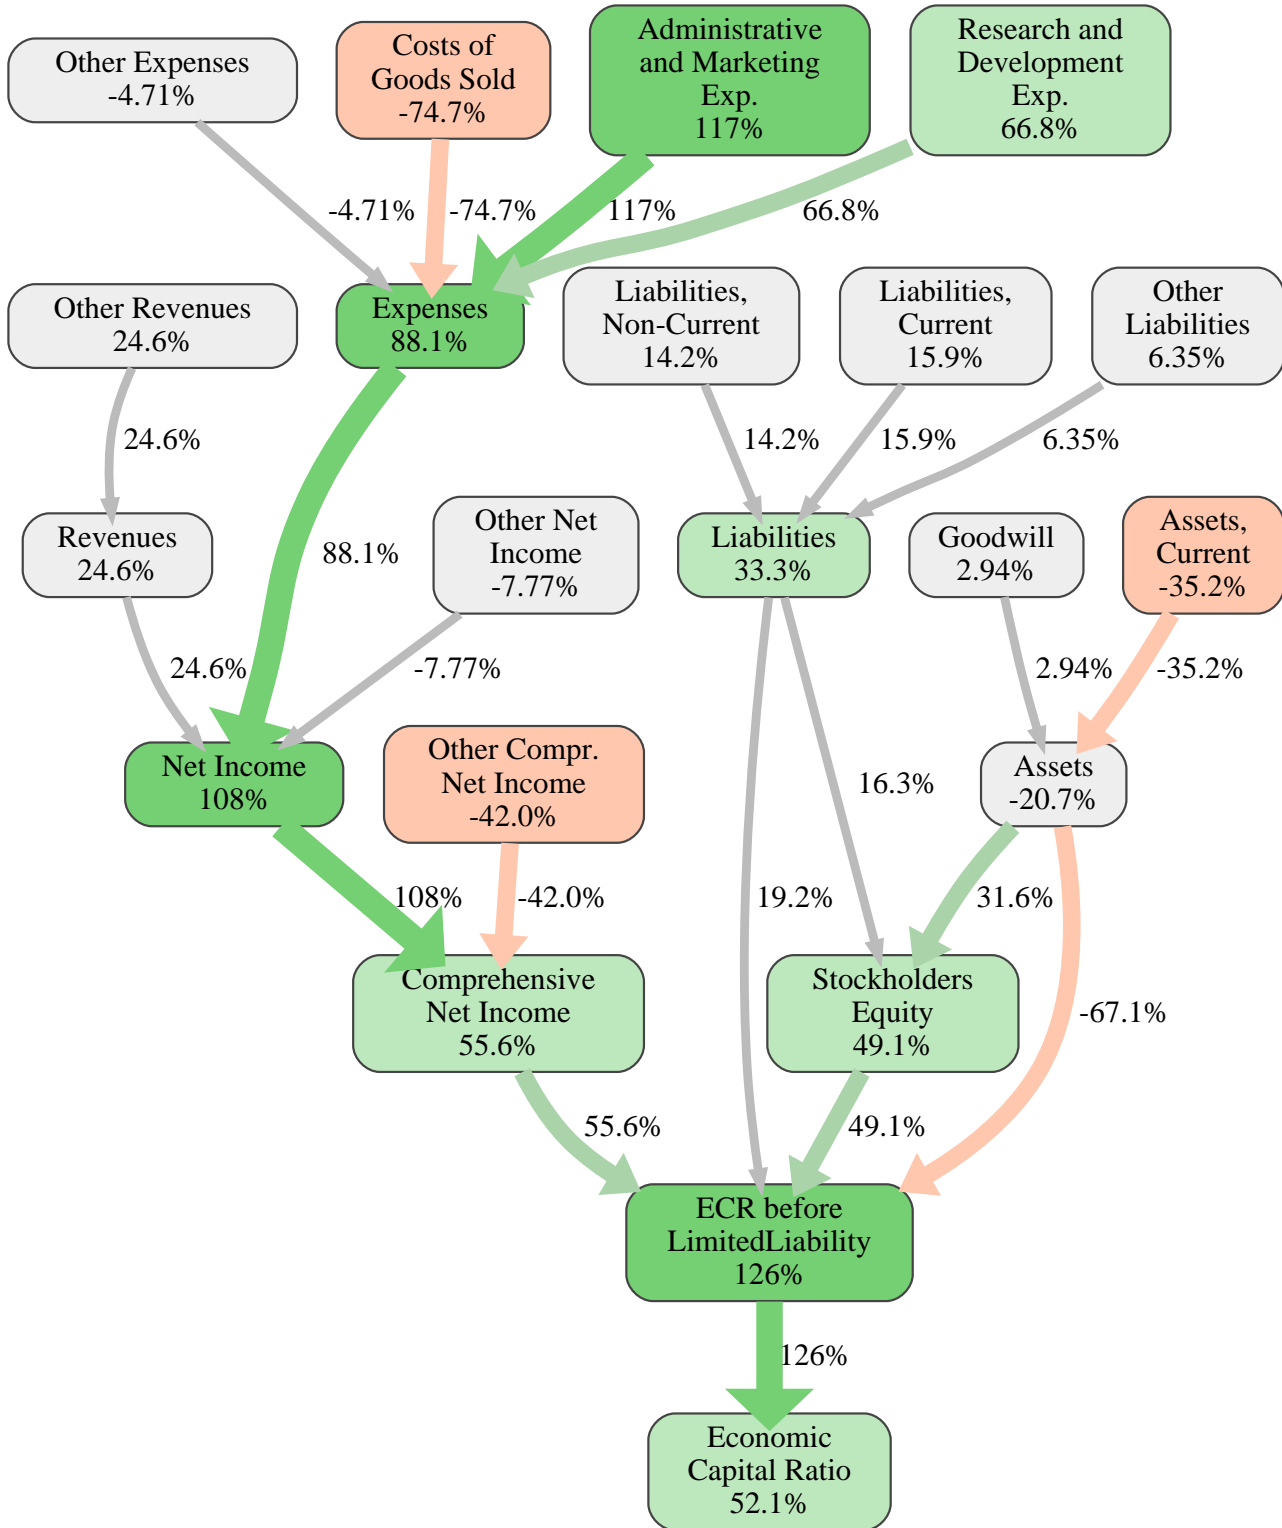 Other Expenses
-4.71%
Costs of
Goods Sold
-74.7%
Administrative
and Marketing
Exp.
117%
Research and
Development
Exp.
66.8%
-4.71%
-74.7%
117%
66.8%
Other Revenues
24.6%
Expenses
88.1%
Liabilities,
Non-Current
14.2%
Liabilities,
Current
15.9%
Other
Liabilities
6.35%
24.6%
14.2%
15.9%
6.35%
Revenues
24.6%
88.1%
Other Net
Income
-7.77%
Liabilities
33.3%
Goodwill
2.94%
Assets,
Current
-35.2%
24.6%
-7.77%
2.94%
-35.2%
Net Income
108%
Other Compr.
Net Income
-42.0%
16.3%
Assets
-20.7%
108%
-42.0%
19.2%
31.6%
Comprehensive
Net Income
55.6%
Stockholders
Equity
49.1%
-67.1%
55.6%
49.1%
ECR before
LimitedLiability
126%
126%
Economic
Capital Ratio
52.1%